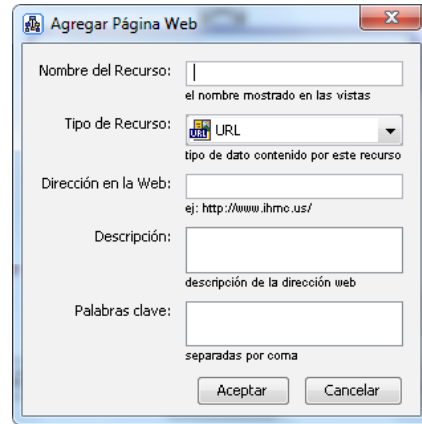 Agregar Página Web
Nombre del Recurso:
el nombre mostrado en las vistas
Tipo de Recurso:
URL URL
tipo de dato contenido por este recurso
Dirección en la Web:
ej: http://www.ihmc.us/
Descripción:
descripción de la dirección web
Palabras clave:
separadas por coma
Aceptar Cancelar